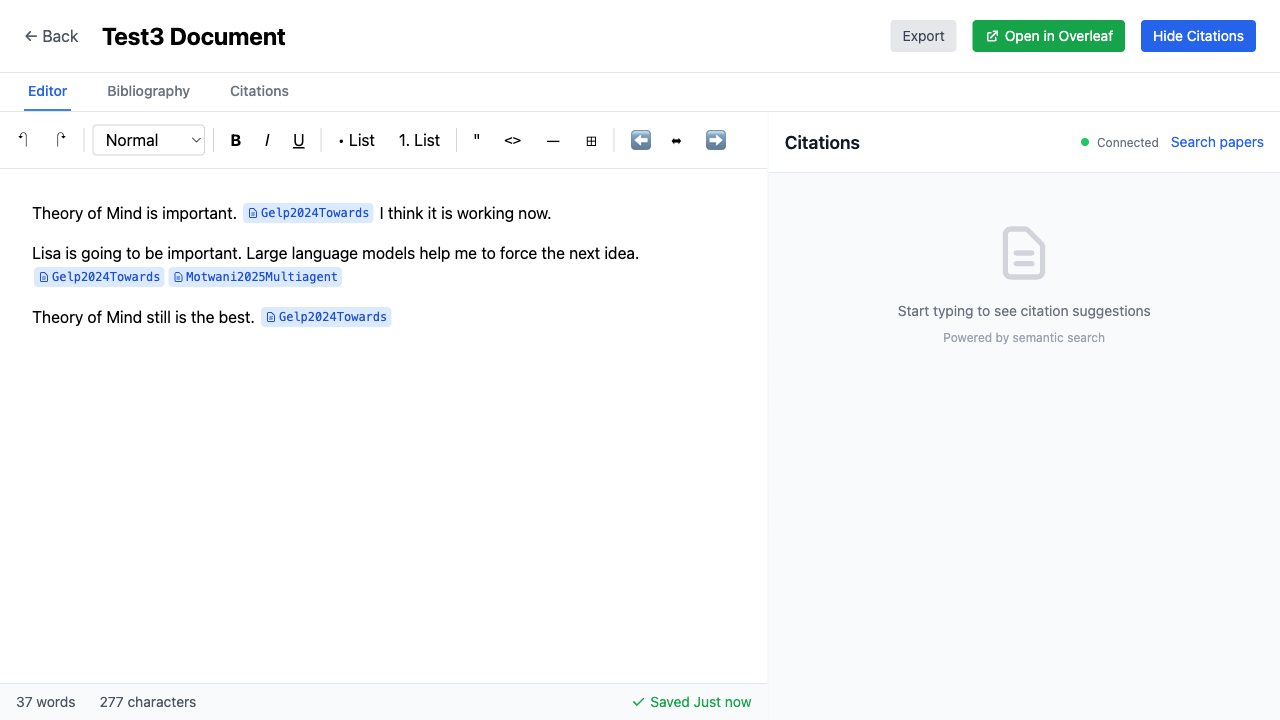 ← Back Test3 Document Export Open in Overleaf Hide Citations
Editor Bibliography Citations
Normal B I U • List 1. List " <> —
Citations Connected Search papers
Theory of Mind is important. Gelp2024Towards I think it is working now.
Lisa is going to be important. Large language models help me to force the next idea.
Gelp2024Towards Motwani2025Multiagent
Theory of Mind still is the best. Gelp2024Towards
Start typing to see citation suggestions
Powered by semantic search
37 words 277 characters ✓ Saved Just now